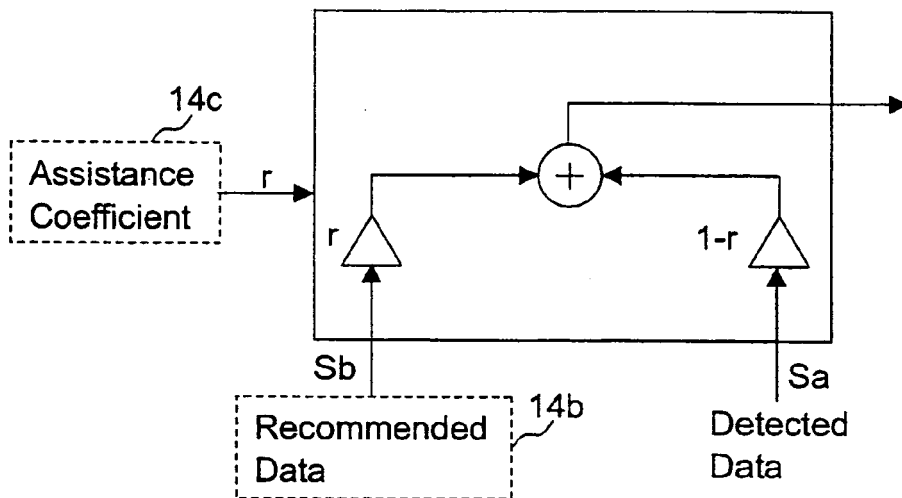 14c
Assistance
Coefficient
r
r
+
1-r
Sb
Sa
14b
Recommended
Data
Detected
Data